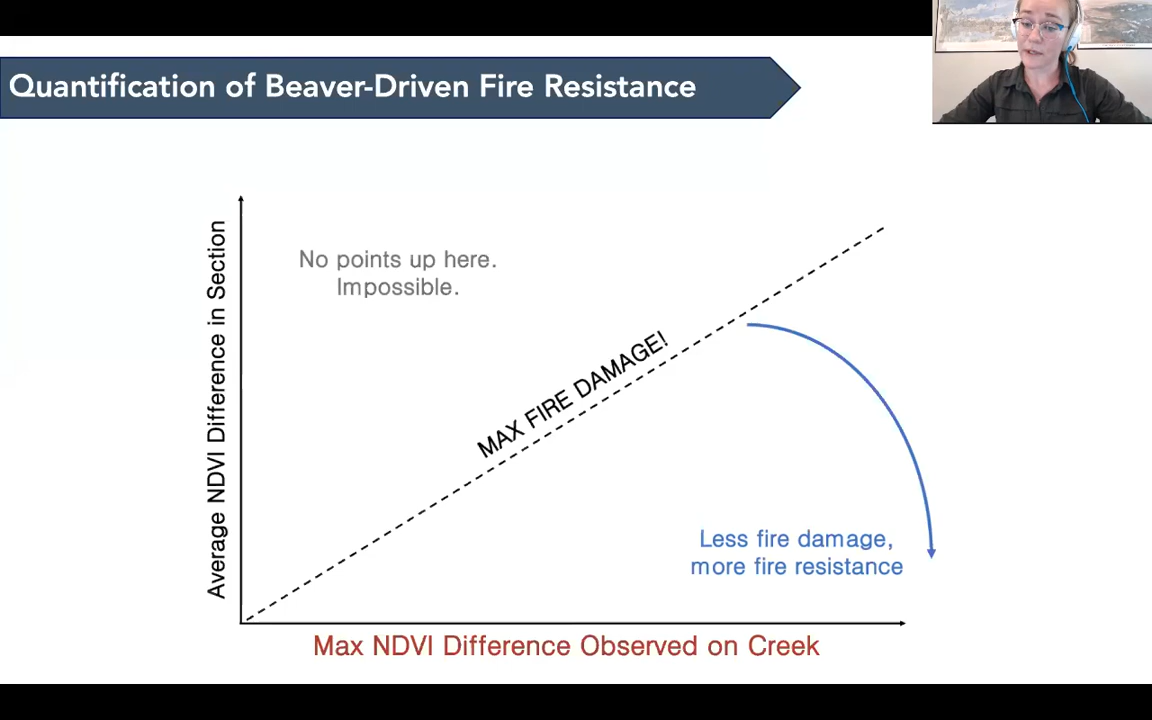 Quantification of Beaver-Driven Fire Resistance
Average NDVI Difference in Section
No points up here.
Impossible.
MAX FIRE DAMAGE!
Less fire damage,
more fire resistance
Max NDVI Difference Observed on Creek